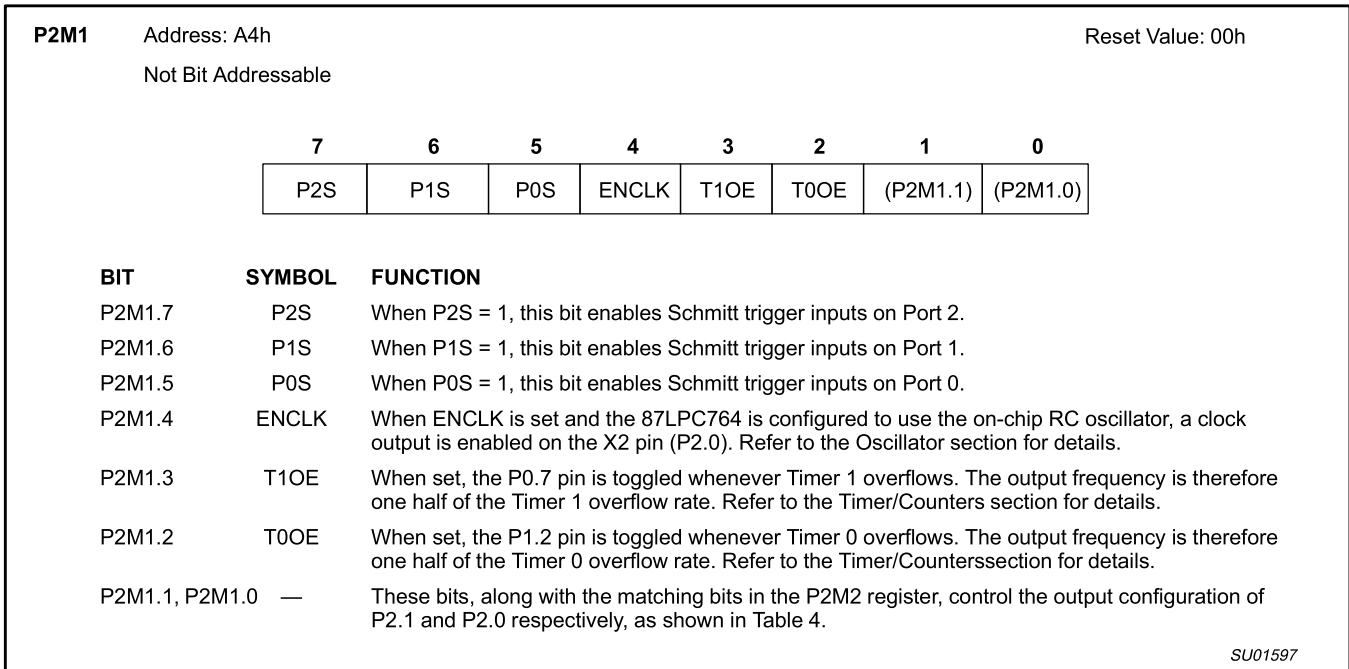 P2M1 Address: A4h Reset Value: 00h
Not Bit Addressable
7 6 5 4 3 2 1 0
P2S P1S P0S ENCLK T1OE T0OE (P2M1.1) (P2M1.0)
BIT SYMBOL FUNCTION
P2M1.7 P2S When P2S = 1, this bit enables Schmitt trigger inputs on Port 2.
P2M1.6 P1S When P1S = 1, this bit enables Schmitt trigger inputs on Port 1.
P2M1.5 P0S When P0S = 1, this bit enables Schmitt trigger inputs on Port 0.
P2M1.4 ENCLK When ENCLK is set and the 87LPC764 is configured to use the on-chip RC oscillator, a clock
output is enabled on the X2 pin (P2.0). Refer to the Oscillator section for details.
P2M1.3 T1OE When set, the P0.7 pin is toggled whenever Timer 1 overflows. The output frequency is therefore
one half of the Timer 1 overflow rate. Refer to the Timer/Counters section for details.
P2M1.2 T0OE When set, the P1.2 pin is toggled whenever Timer 0 overflows. The output frequency is therefore
one half of the Timer 0 overflow rate. Refer to the Timer/Counterssection for details.
P2M1.1, P2M1.0 — These bits, along with the matching bits in the P2M2 register, control the output configuration of
P2.1 and P2.0 respectively, as shown in Table 4.
SU01597